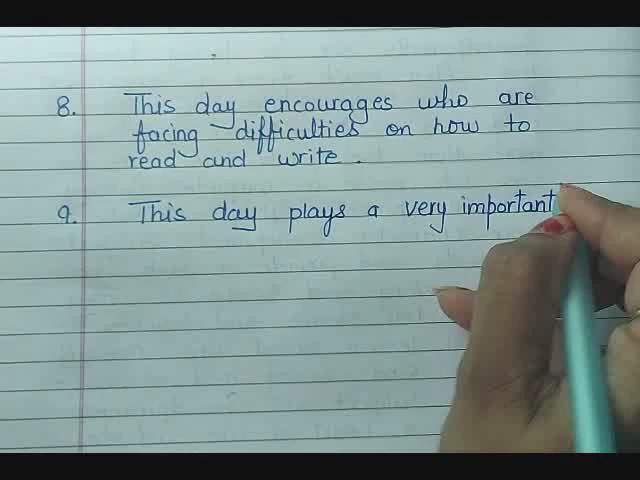 8. This day encourages who are
facing difficulties on how to
read and write.
9. This day plays a very important